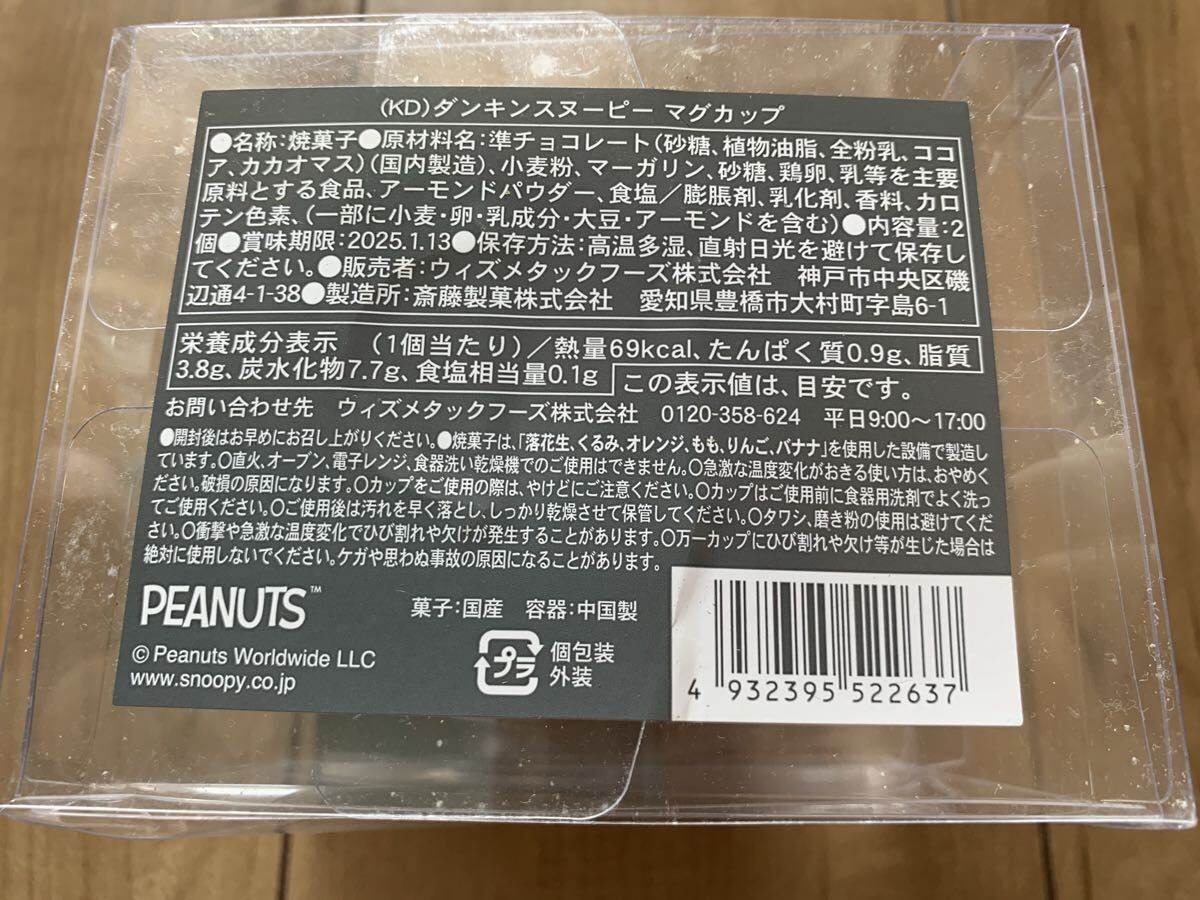 (KD)ダンキンスヌーピー マグカップ
●名称:焼菓子●原材料名:準チョコレート(砂糖、植物油脂、全粉乳、ココ
ア、カカオマス)(国内製造)、小麦粉、マーガリン、砂糖、鶏卵、乳等を主要
原料とする食品、アーモンドパウダー、食塩/膨脹剤、乳化剤、香料、カロ
テン色素、(一部に小麦・卵・乳成分・大豆・アーモンドを含む)●内容量:2
個●賞味期限:2025.1.13●保存方法:高温多湿、直射日光を避けて保存し
てください。●販売者:ウィズメタックフーズ株式会社 神戸市中央区磯
辺通4-1-38●製造所:斎藤製菓株式会社 愛知県豊橋市大村町字島6-1
栄養成分表示 (1個当たり)/熱量69kcal、たんぱく質0.9g、脂質
3.8g、炭水化物7.7g、食塩相当量0.1g この表示値は、目安です。
お問い合わせ先 ウィズメタックフーズ株式会社 0120-358-624 平日9:00〜17:00
●開封後はお早めにお召し上がりください。●焼菓子は、「落花生、くるみ、オレンジ、もも、りんご、バナナ」を使用した設備で製造し
ています。○直火、オーブン、電子レンジ、食器洗い乾燥機でのご使用はできません。○急激な温度変化がおきる使い方は、おやめく
ださい。破損の原因になります。○カップをご使用の際は、やけどにご注意ください。○カップはご使用前に食器用洗剤でよく洗っ
てご使用ください。○ご使用後は汚れを早く落とし、しっかり乾燥させて保管してください。○タワシ、磨き粉の使用は避けてくだ
さい。○衝撃や急激な温度変化でひび割れや欠けが発生することがあります。○万一カップにひび割れや欠け等が生じた場合は
絶対に使用しないでください。ケガや思わぬ事故の原因になることがあります。
PEANUTS™ 菓子:国産 容器:中国製
© Peanuts Worldwide LLC
www.snoopy.co.jp
プラ 個包装
外装
4 932395 522637